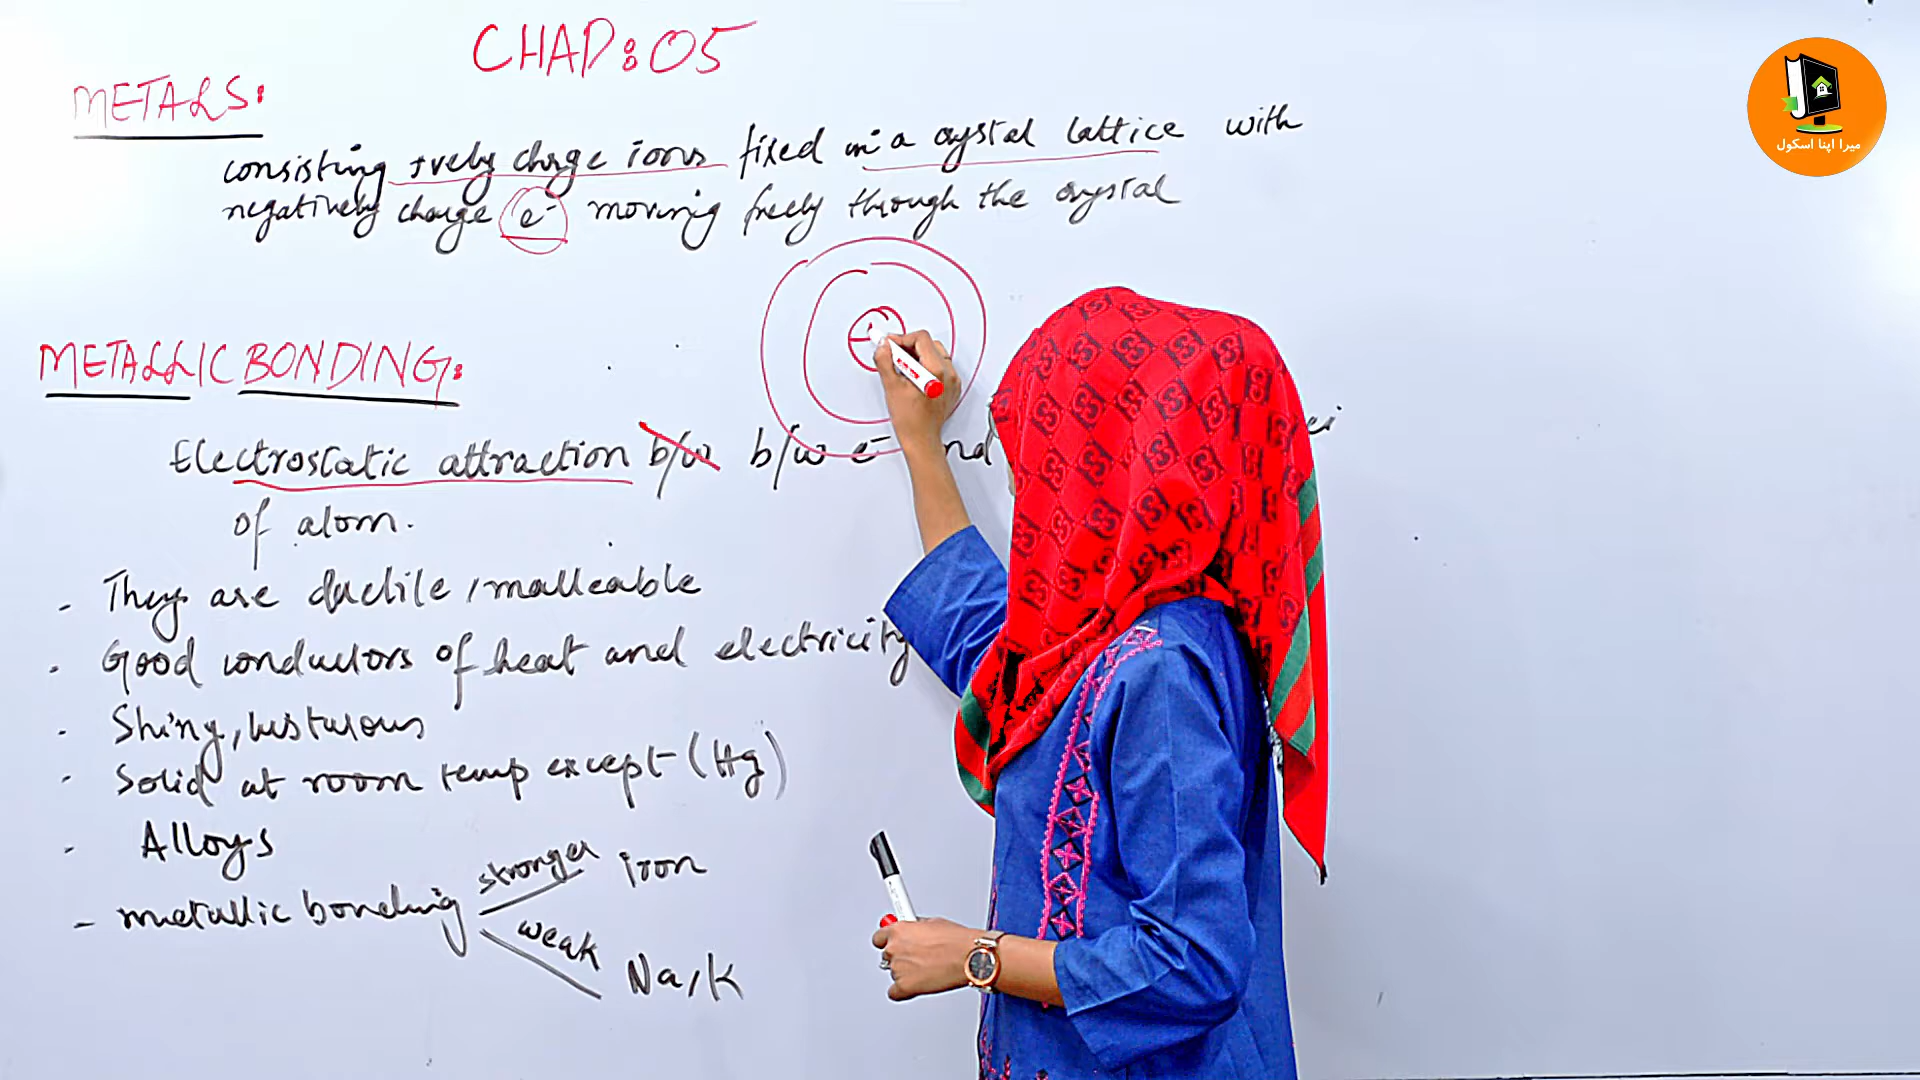 CHAP:05
METALS:
consisting +vely charge ions fixed in a crystal lattice with
negatively charge e⁻ moving freely through the crystal
METALLIC BONDING:
Electrostatic attraction b/w b/w e⁻ and
of atom.
- They are ductile, malleable
. Good conductors of heat and electricity
. Shiny, lusturous
. Solid at room temp except (Hg)
. Alloys
- metallic bonding
stronger iron
weak Na, K
میرا اپنا اسکول